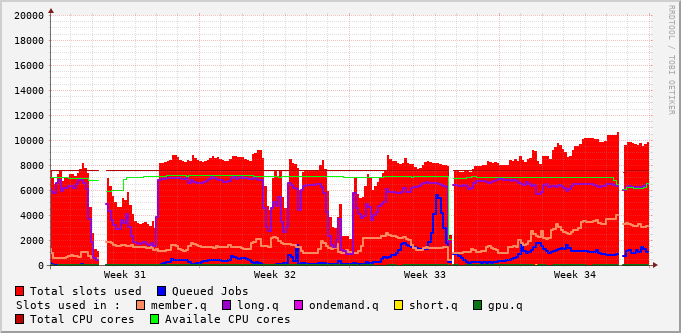 20000
18000
16000
14000
12000
10000
8000
6000
4000
2000
0
Week 31 Week 32 Week 33 Week 34
RRDTOOL / TOBI OETIKER
Total slots used Queued Jobs
Slots used in : member.q long.q ondemand.q short.q gpu.q
Total CPU cores Availale CPU cores